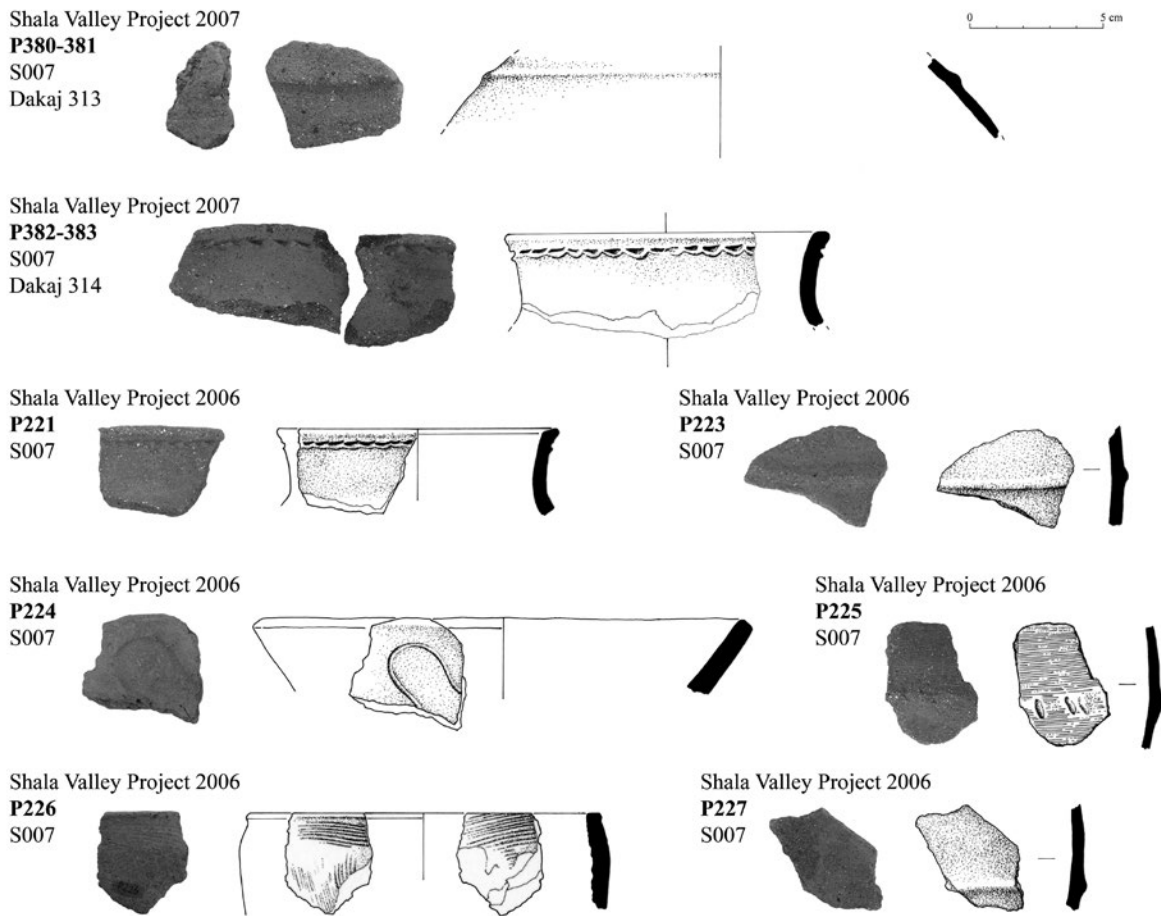 Shala Valley Project 2007
P380-381
S007
Dakaj 313
0 5 cm
Shala Valley Project 2007
P382-383
S007
Dakaj 314
Shala Valley Project 2006
P221
S007
Shala Valley Project 2006
P223
S007
Shala Valley Project 2006
P224
S007
Shala Valley Project 2006
P225
S007
Shala Valley Project 2006
P226
S007
Shala Valley Project 2006
P227
S007